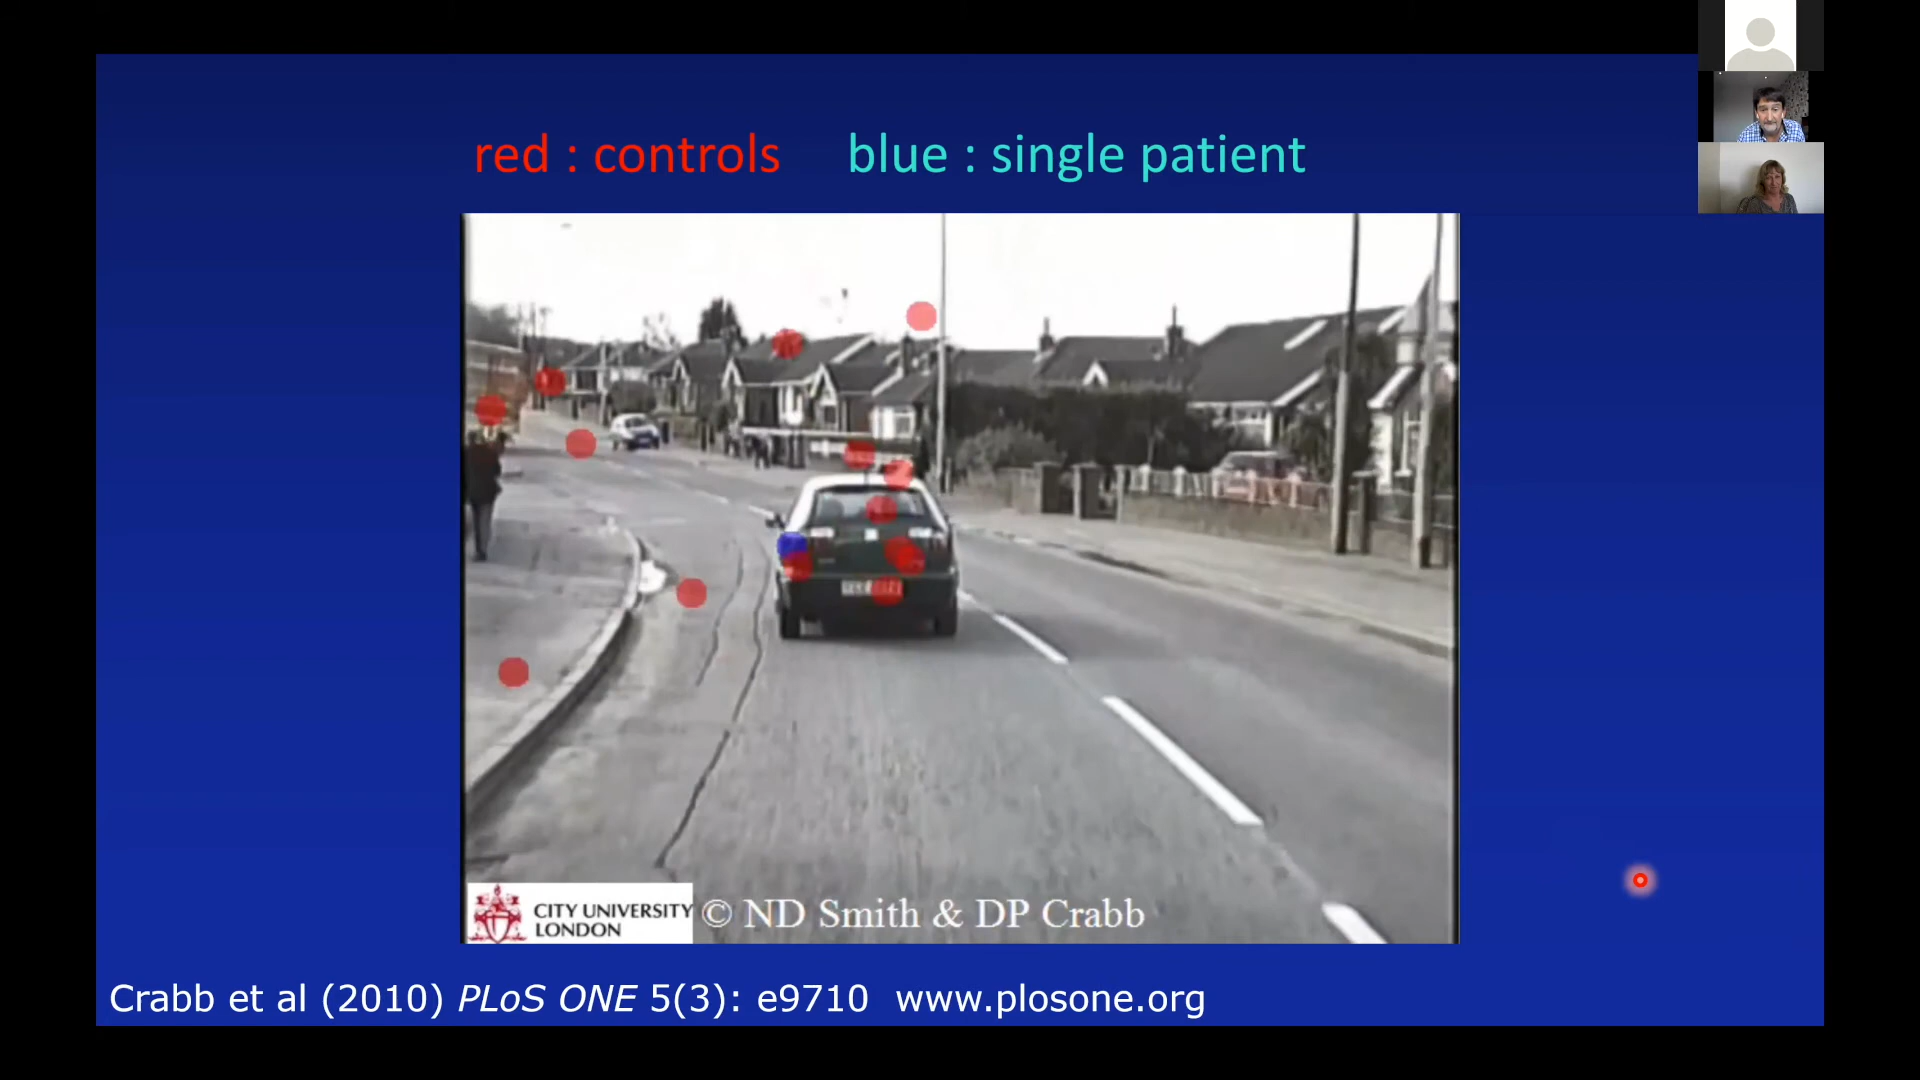 red : controls blue : single patient
CITY UNIVERSITY
LONDON
© ND Smith & DP Crabb
Crabb et al (2010) PLoS ONE 5(3): e9710 www.plosone.org